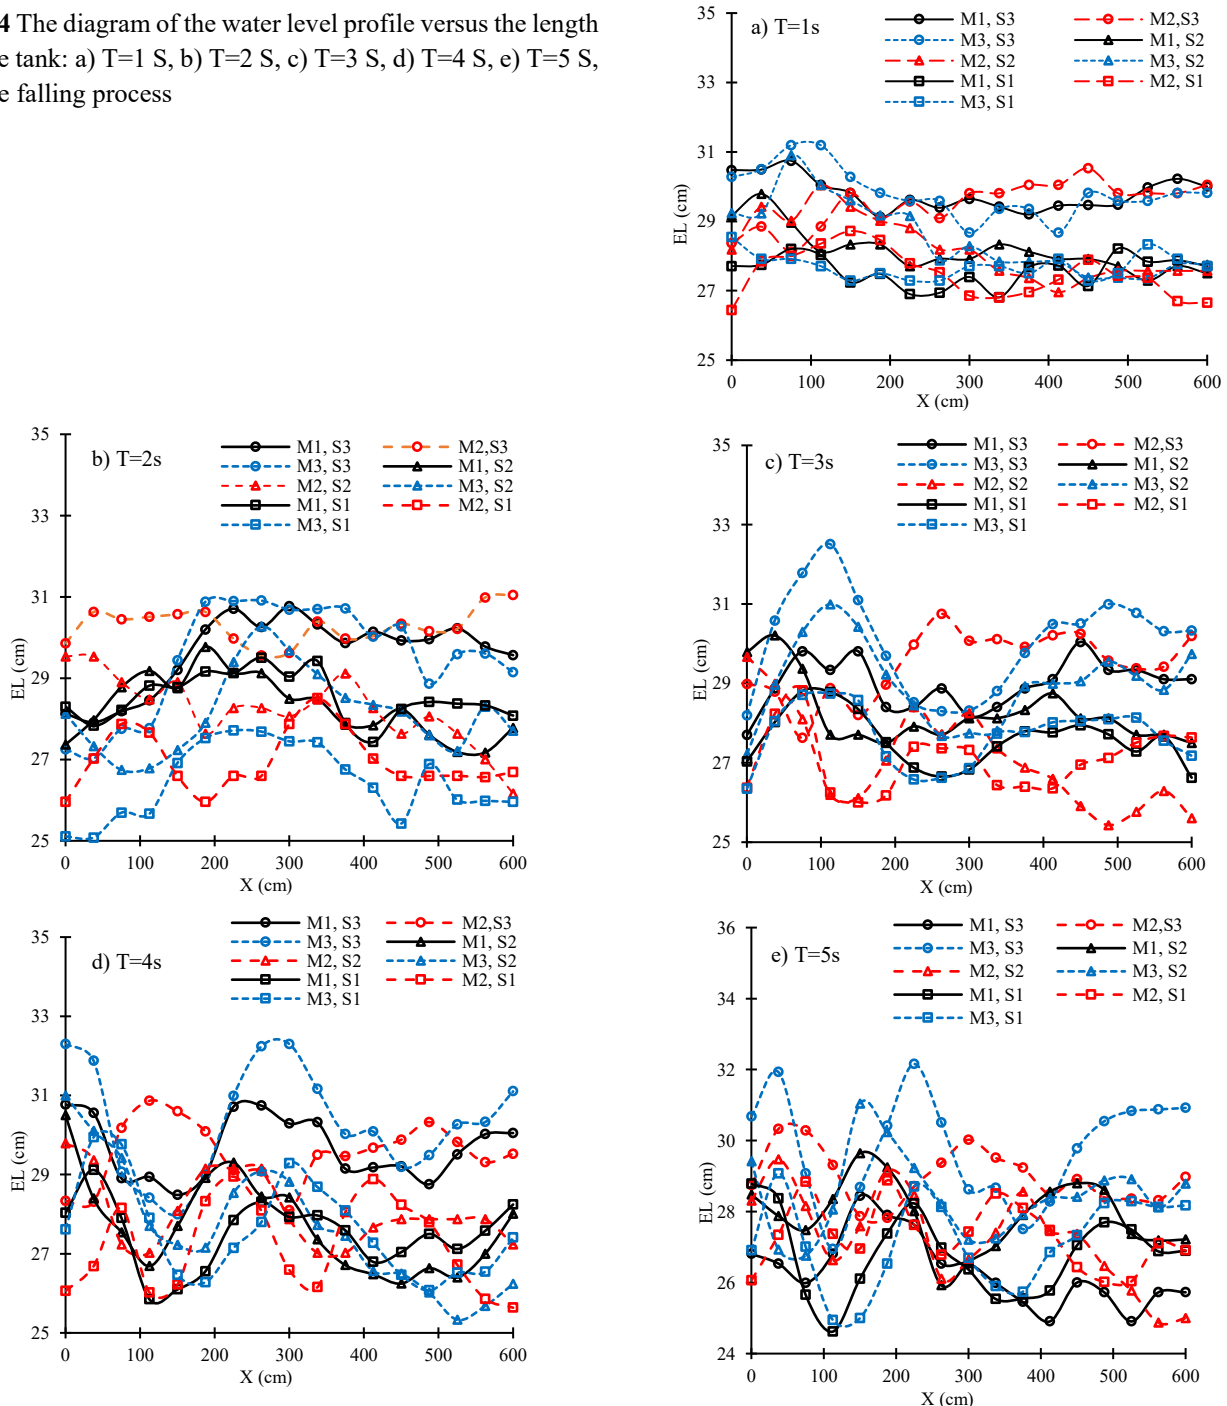 4 The diagram of the water level profile versus the length
e tank: a) T=1 S, b) T=2 S, c) T=3 S, d) T=4 S, e) T=5 S,
e falling process
a) T=1s
M1, S3
M2,S3
M3, S3
M1, S2
M2, S2
M3, S2
M1, S1
M2, S1
M3, S1
EL (cm)
35
33
31
29
27
25
0 100 200 300 400 500 600
X (cm)
b) T=2s
M1, S3
M2,S3
M3, S3
M1, S2
M2, S2
M3, S2
M1, S1
M2, S1
M3, S1
EL (cm)
35
33
31
29
27
25
0 100 200 300 400 500 600
X (cm)
c) T=3s
M1, S3
M2,S3
M3, S3
M1, S2
M2, S2
M3, S2
M1, S1
M2, S1
M3, S1
EL (cm)
35
33
31
29
27
25
0 100 200 300 400 500 600
X (cm)
d) T=4s
M1, S3
M2,S3
M3, S3
M1, S2
M2, S2
M3, S2
M1, S1
M2, S1
M3, S1
EL (cm)
35
33
31
29
27
25
0 100 200 300 400 500 600
X (cm)
e) T=5s
M1, S3
M2,S3
M3, S3
M1, S2
M2, S2
M3, S2
M1, S1
M2, S1
M3, S1
EL (cm)
36
34
32
30
28
26
24
0 100 200 300 400 500 600
X (cm)